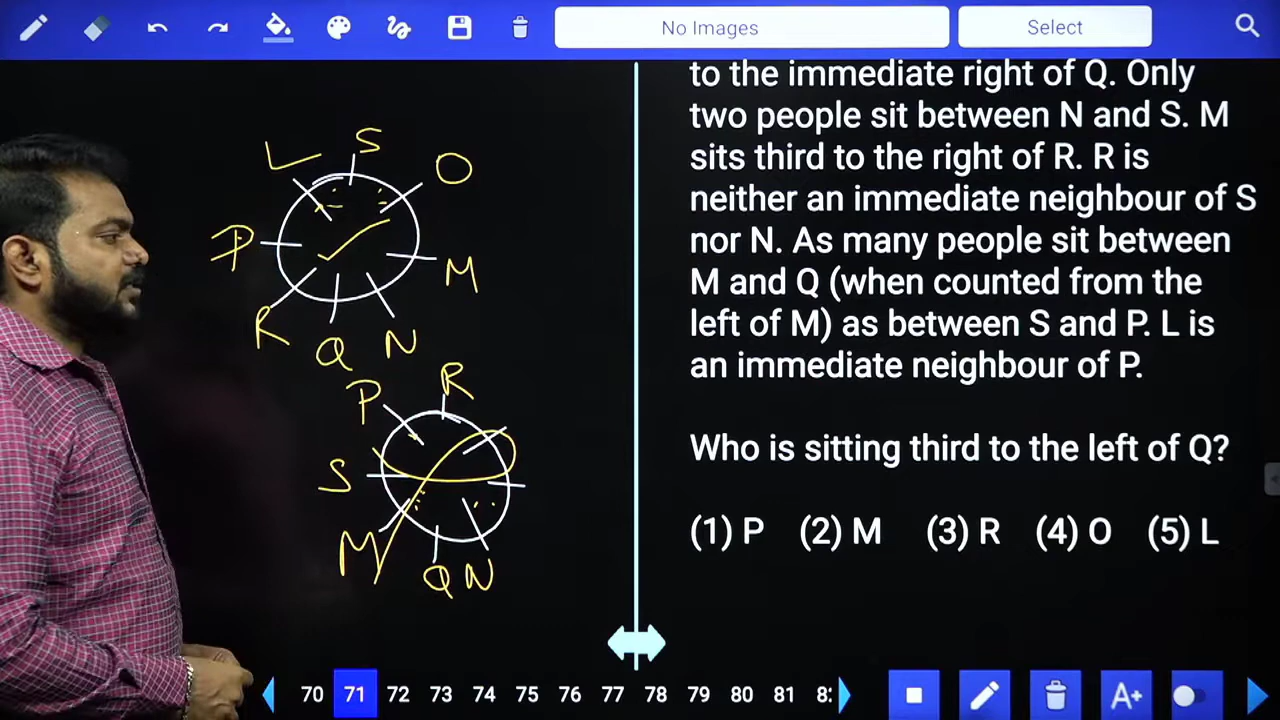 No Images
Select
to the immediate right of Q. Only
two people sit between N and S. M
sits third to the right of R. R is
neither an immediate neighbour of S
nor N. As many people sit between
M and Q (when counted from the
left of M) as between S and P. L is
an immediate neighbour of P.
Who is sitting third to the left of Q?
(1) P (2) M (3) R (4) O (5) L
L S O
P M
R Q N
P R
S
M Q N
70 71 72 73 74 75 76 77 78 79 80 81 8
A+